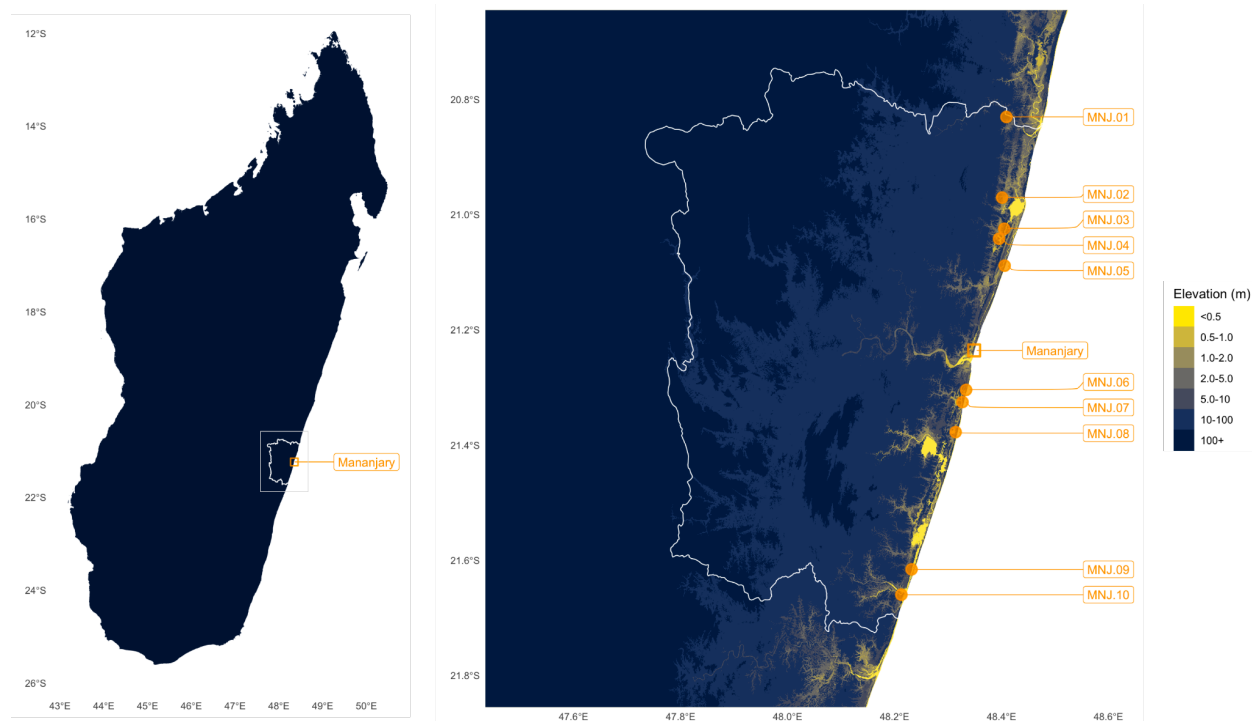 12°S
14°S
16°S
18°S
20°S
22°S
24°S
26°S
43°E 44°E 45°E 46°E 47°E 48°E 49°E 50°E
Mananjary
20.8°S
21.0°S
21.2°S
21.4°S
21.6°S
21.8°S
47.6°E 47.8°E 48.0°E 48.2°E 48.4°E 48.6°E
MNJ.01
MNJ.02
MNJ.03
MNJ.04
MNJ.05
Mananjary
MNJ.06
MNJ.07
MNJ.08
MNJ.09
MNJ.10
Elevation (m)
<0.5
0.5-1.0
1.0-2.0
2.0-5.0
5.0-10
10-100
100+